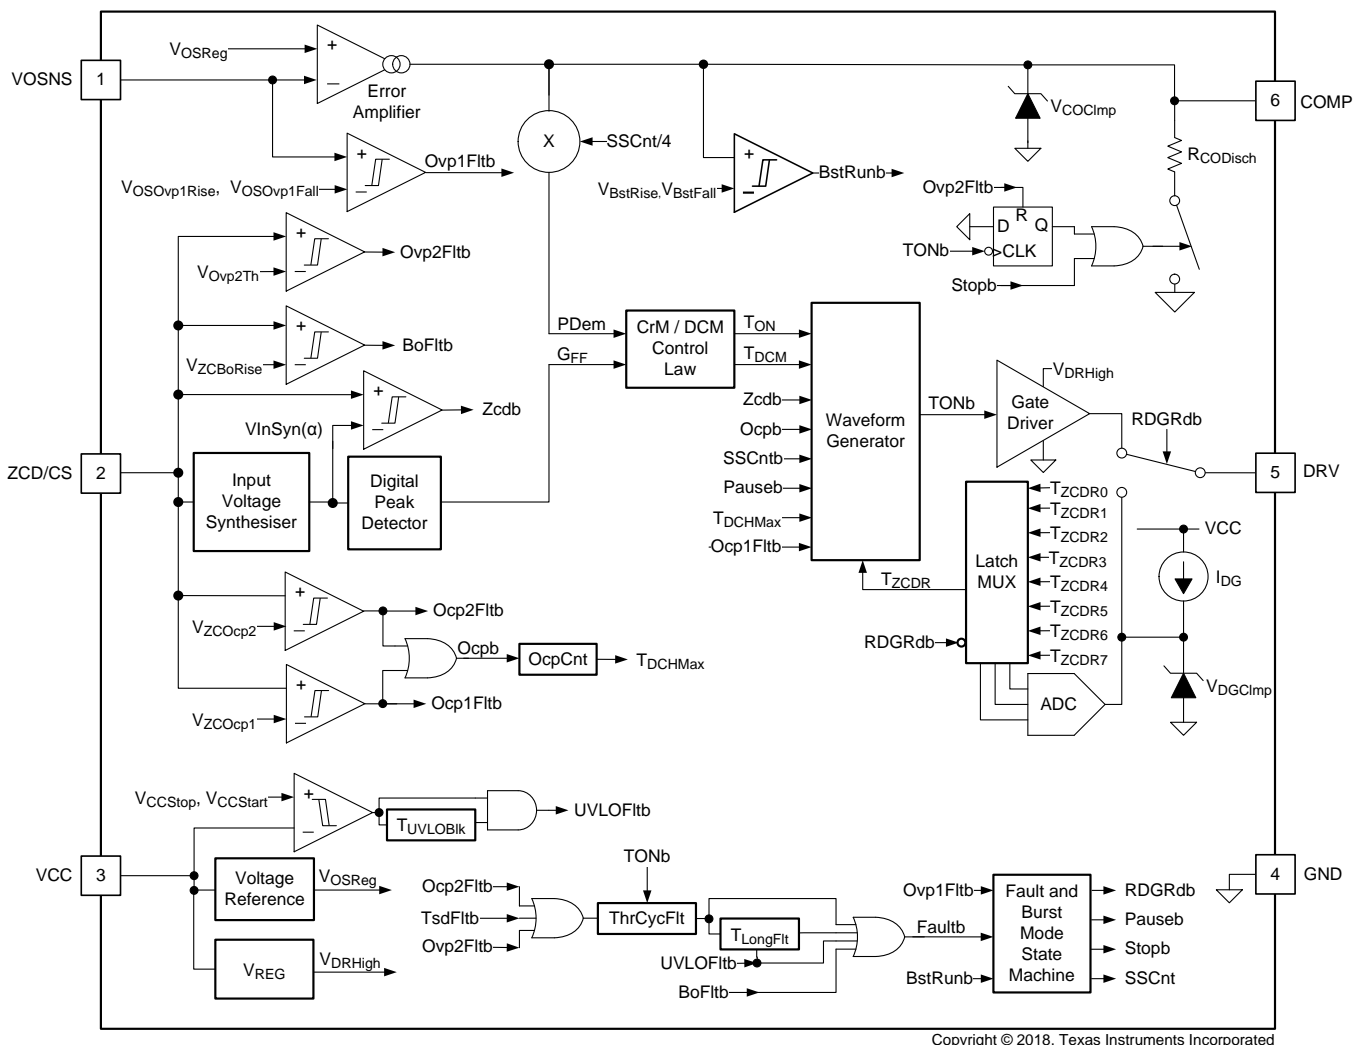 VOSNS
1
VOSReg
+
−
Error
Amplifier
VOSOvp1Rise, VOSOvp1Fall
+
−
Ovp1Fltb
X
SSCnt/4
VBstRise, VBstFall
+
−
BstRunb
VCOClmp
6
COMP
RCODisch
Ovp2Fltb
D
R
Q
CLK
TONb
Stopb
VOvp2Th
+
−
Ovp2Fltb
VZCBoRise
+
−
BoFltb
+
−
Zcdb
VInSyn(α)
ZCD/CS
2
Input
Voltage
Synthesiser
Digital
Peak
Detector
PDem
GFF
CrM / DCM
Control
Law
TON
TDCM
Zcdb
Ocpb
SSCntb
Pauseb
TDCHMax
-Ocp1Fltb
Waveform
Generator
TONb
VDRHigh
Gate
Driver
RDGRdb
5
DRV
TZCDR
RDGRdb
Latch
MUX
TZCDR0
TZCDR1
TZCDR2
TZCDR3
TZCDR4
TZCDR5
TZCDR6
TZCDR7
ADC
VCC
IDG
VDGClmp
VZCOcp2
+
−
Ocp2Fltb
VZCOcp1
+
−
Ocp1Fltb
Ocpb
OcpCnt
TDCHMax
VCCStop, VCCStart
+
−
TUVLOBlk
UVLOFltb
VCC
3
Voltage
Reference
VOSReg
VREG
VDRHigh
Ocp2Fltb
TsdFltb
Ovp2Fltb
TONb
ThrCycFlt
TLongFlt
UVLOFltb
BoFltb
Faultb
Ovp1Fltb
BstRunb
Fault and
Burst
Mode
State
Machine
RDGRdb
Pauseb
Stopb
SSCnt
4
GND
Copyright © 2018, Texas Instruments Incorporated